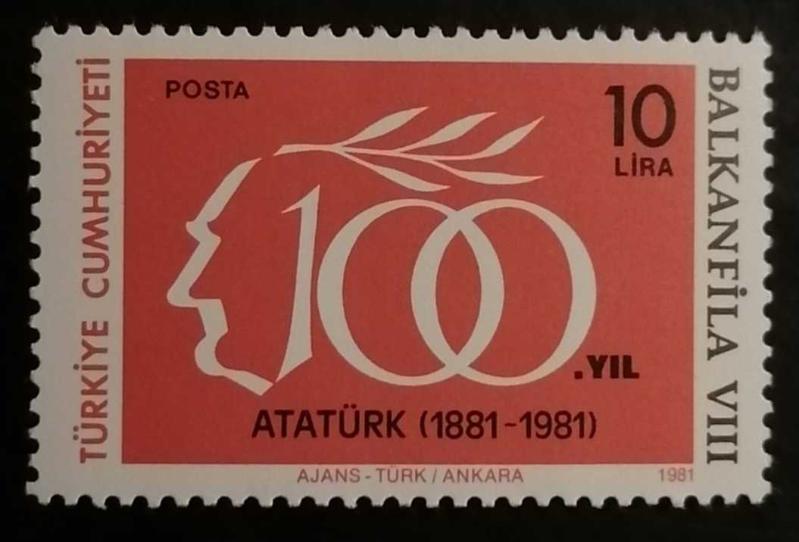 TÜRKİYE CUMHURİYETİ
POSTA
10
LİRA
BALKANFİLA VIII
100
.YIL
ATATÜRK (1881-1981)
AJANS-TÜRK/ANKARA
1981